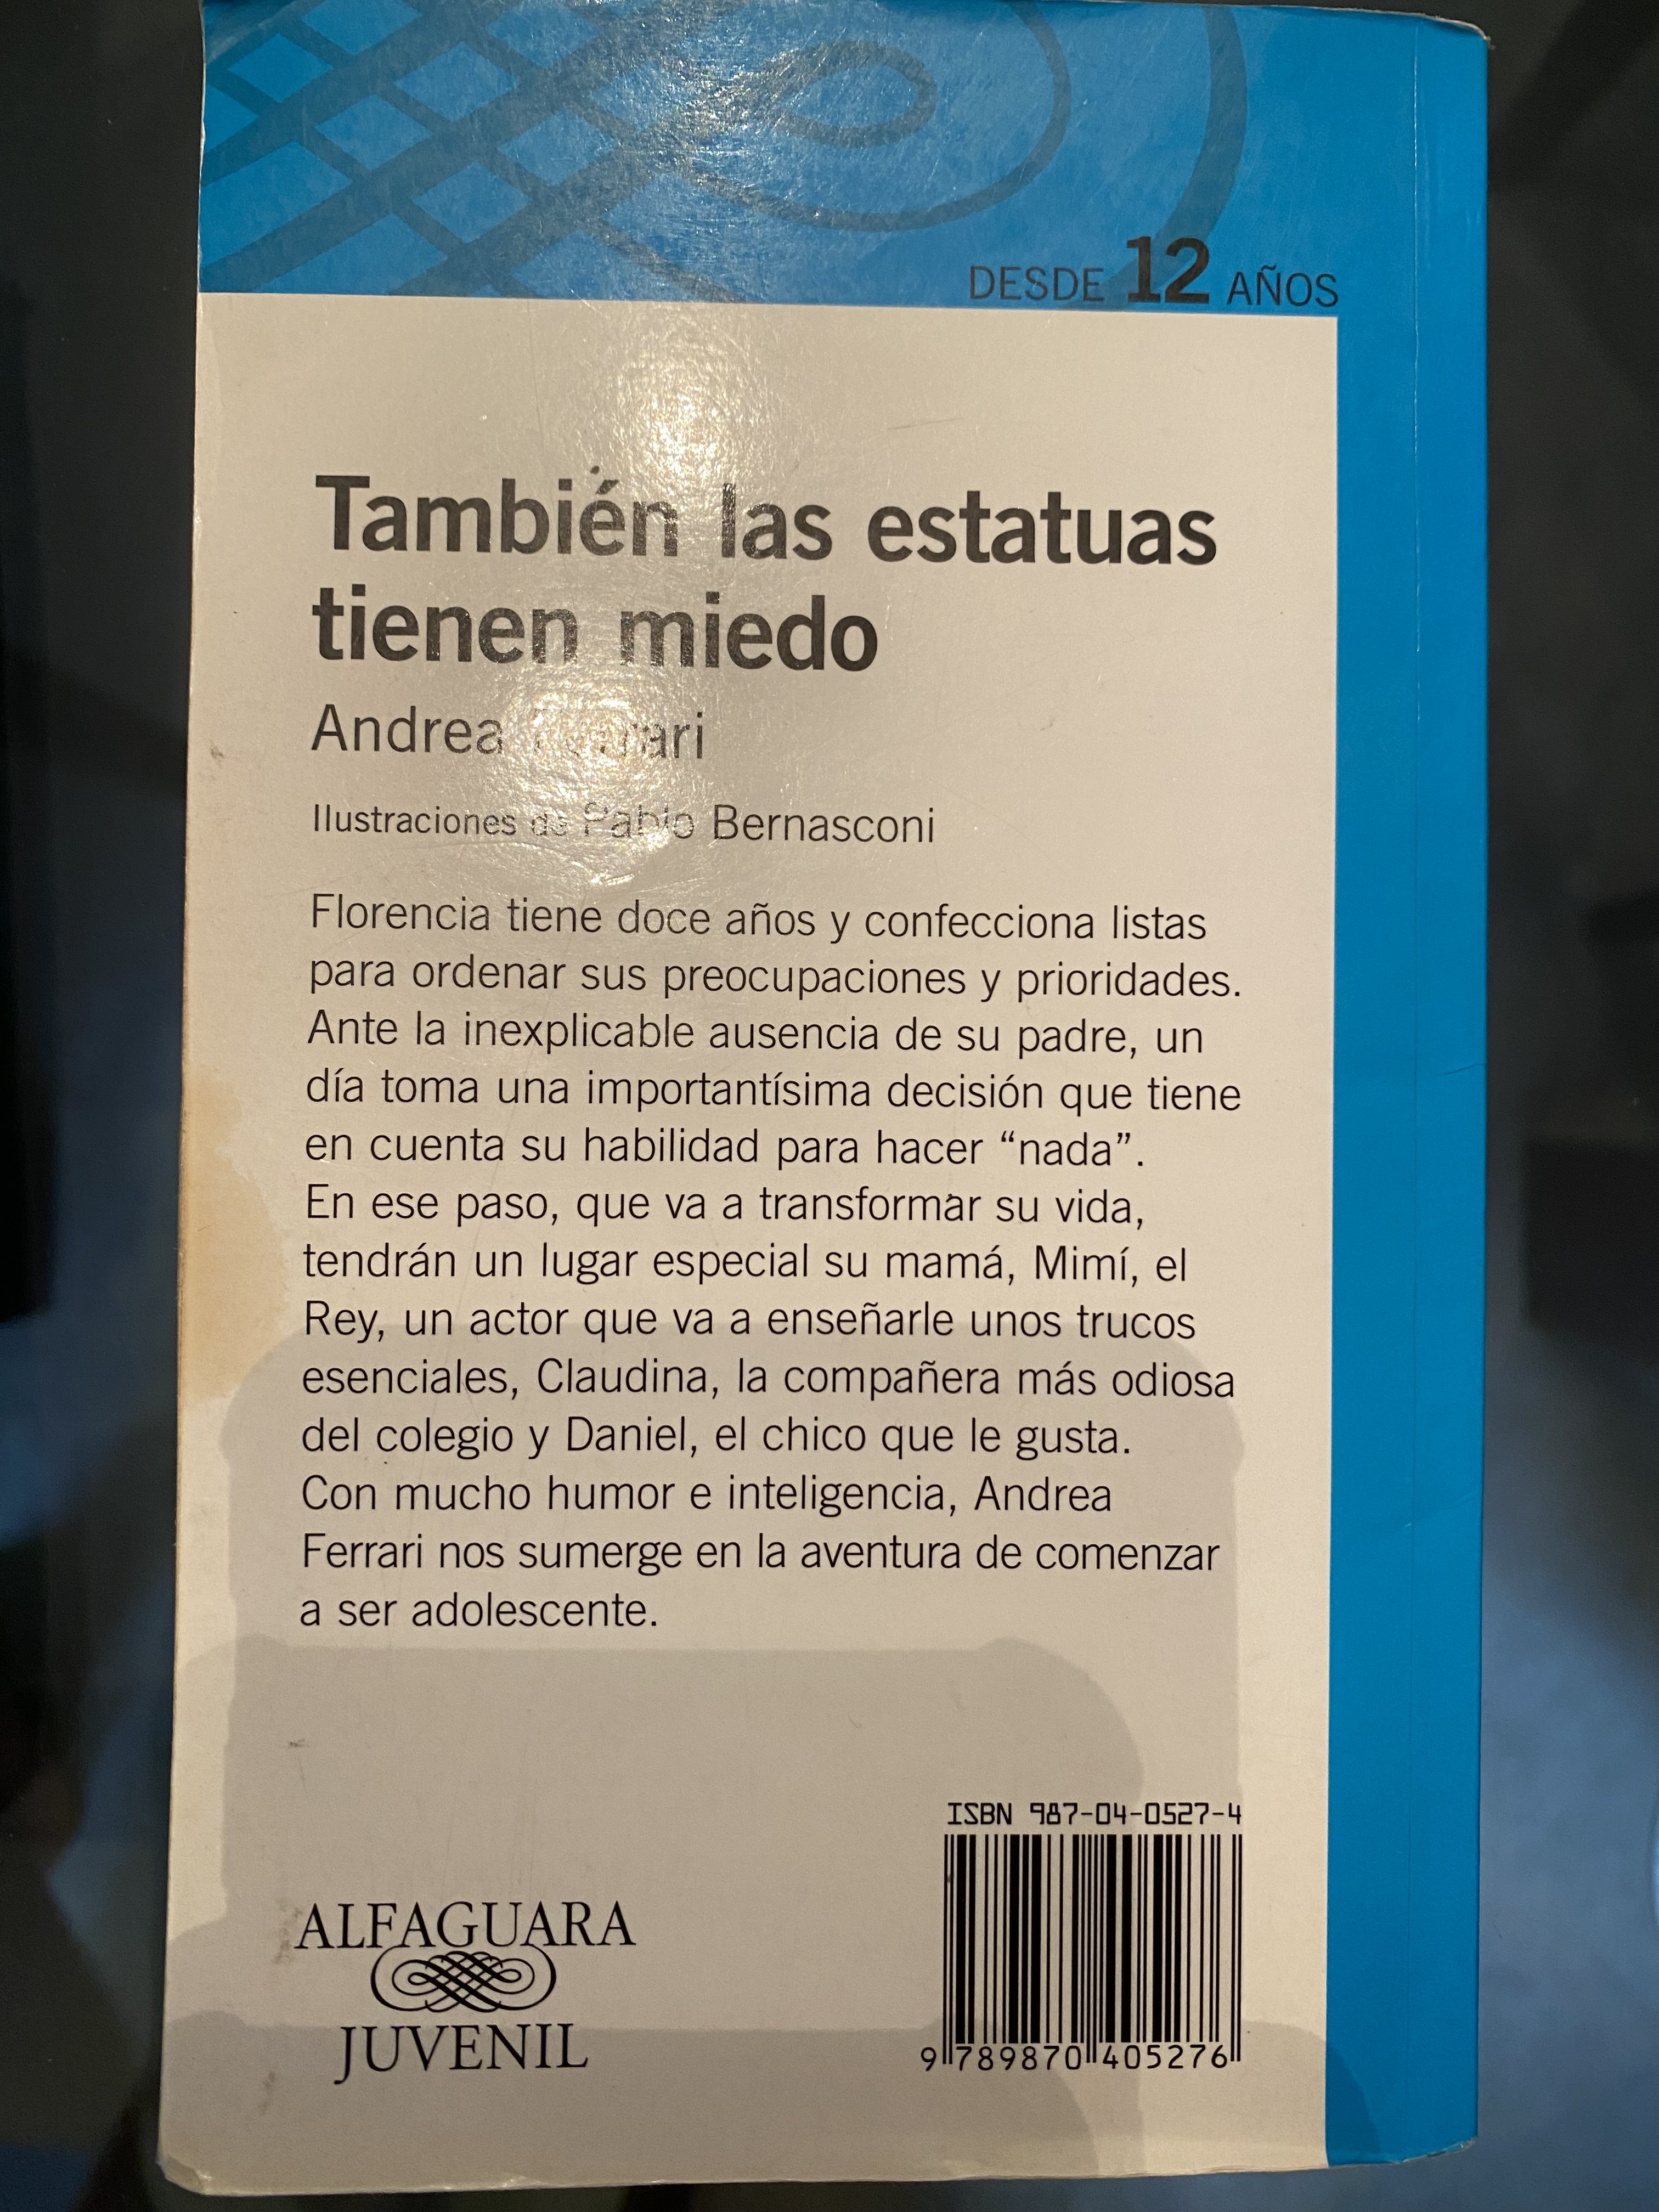 DESDE 12 AÑOS
También las estatuas
tienen miedo
Andrea Ferrari
Ilustraciones de Pablo Bernasconi
Florencia tiene doce años y confecciona listas
para ordenar sus preocupaciones y prioridades.
Ante la inexplicable ausencia de su padre, un
día toma una importantísima decisión que tiene
en cuenta su habilidad para hacer “nada”.
En ese paso, que va a transformar su vida,
tendrán un lugar especial su mamá, Mimí, el
Rey, un actor que va a enseñarle unos trucos
esenciales, Claudina, la compañera más odiosa
del colegio y Daniel, el chico que le gusta.
Con mucho humor e inteligencia, Andrea
Ferrari nos sumerge en la aventura de comenzar
a ser adolescente.
ISBN 987-04-0527-4
9 789870 405276
ALFAGUARA
JUVENIL